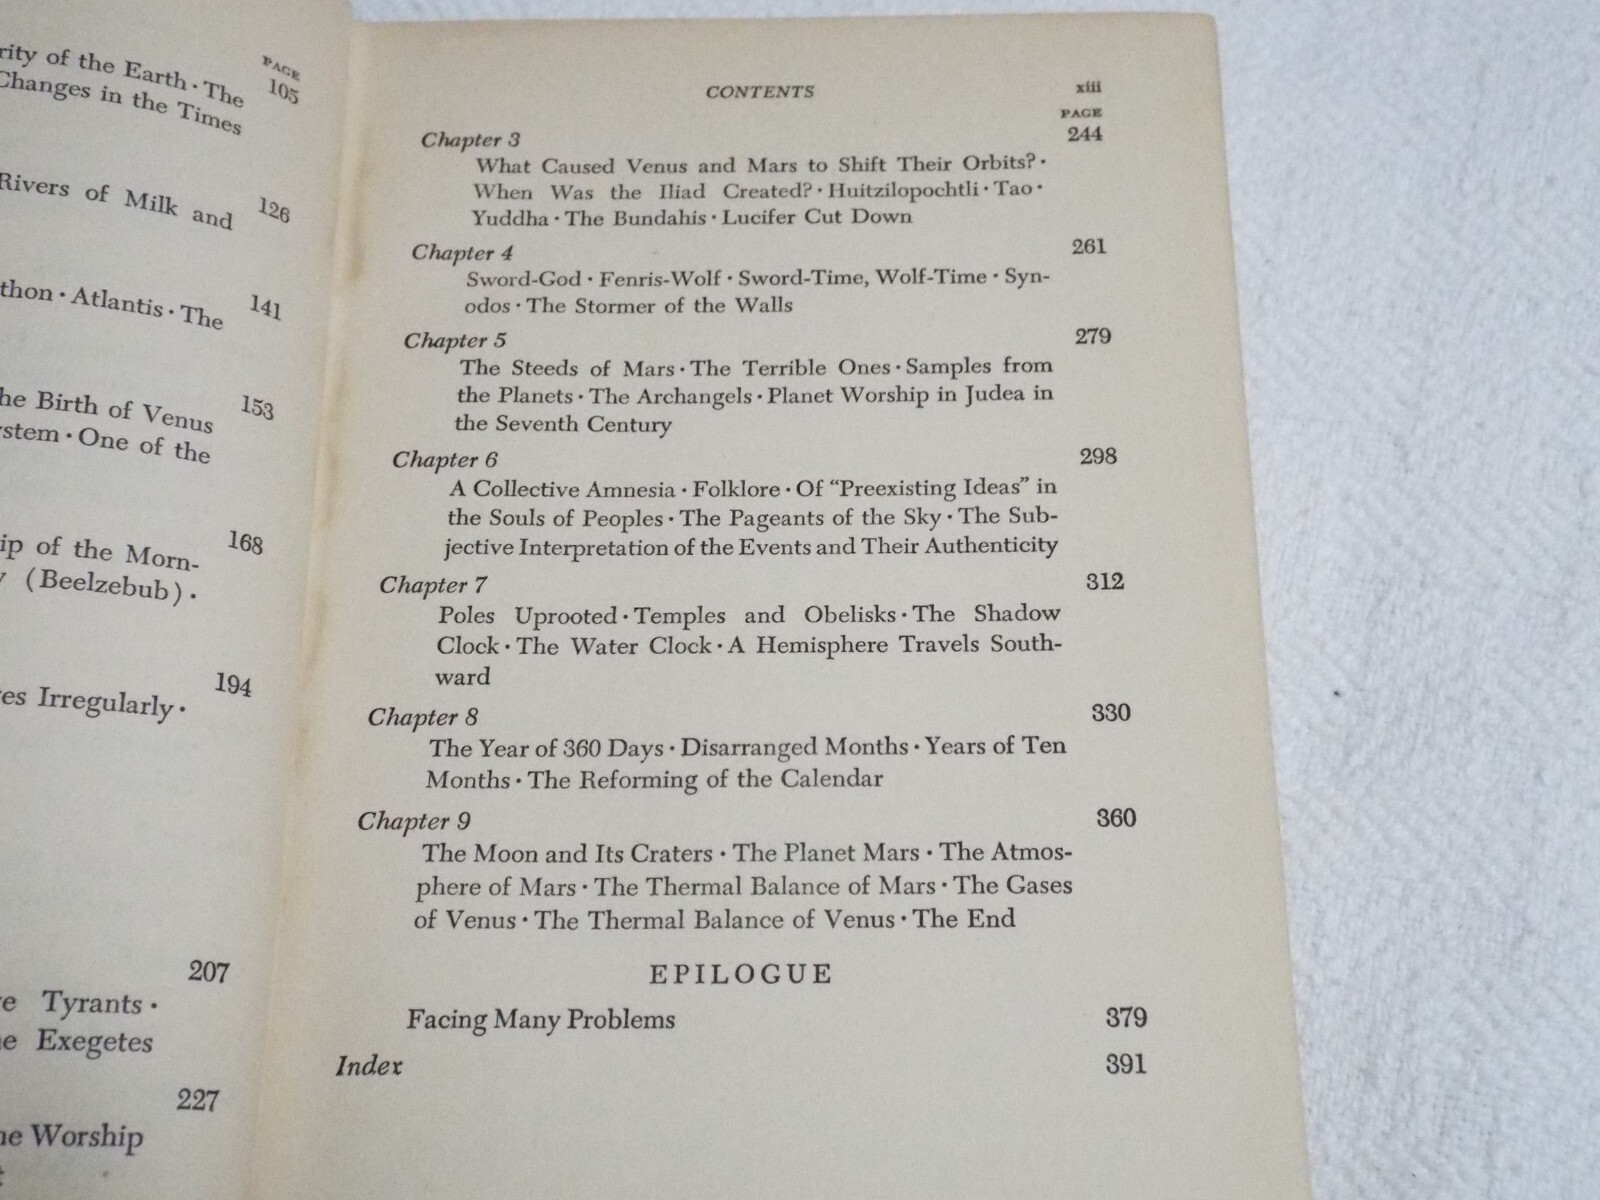 PAGE
of the Earth · The 105
Changes in the Times
Rivers of Milk and 126
Atlantis · The 141
Birth of Venus 153
One of the
of the Morn- 168
(Beelzebub) ·
194
Irregularly ·
207
Tyrants ·
Exegetes
227
Worship
CONTENTS xiii
PAGE
Chapter 3 244
What Caused Venus and Mars to Shift Their Orbits? ·
When Was the Iliad Created? · Huitzilopochtli · Tao ·
Yuddha · The Bundahis · Lucifer Cut Down
Chapter 4 261
Sword-God · Fenris-Wolf · Sword-Time, Wolf-Time · Syn-
odos · The Stormer of the Walls
Chapter 5 279
The Steeds of Mars · The Terrible Ones · Samples from
the Planets · The Archangels · Planet Worship in Judea in
the Seventh Century
Chapter 6 298
A Collective Amnesia · Folklore · Of “Preexisting Ideas” in
the Souls of Peoples · The Pageants of the Sky · The Sub-
jective Interpretation of the Events and Their Authenticity
Chapter 7 312
Poles Uprooted · Temples and Obelisks · The Shadow
Clock · The Water Clock · A Hemisphere Travels South-
ward
Chapter 8 330
The Year of 360 Days · Disarranged Months · Years of Ten
Months · The Reforming of the Calendar
Chapter 9 360
The Moon and Its Craters · The Planet Mars · The Atmos-
phere of Mars · The Thermal Balance of Mars · The Gases
of Venus · The Thermal Balance of Venus · The End
EPILOGUE
Facing Many Problems 379
Index 391